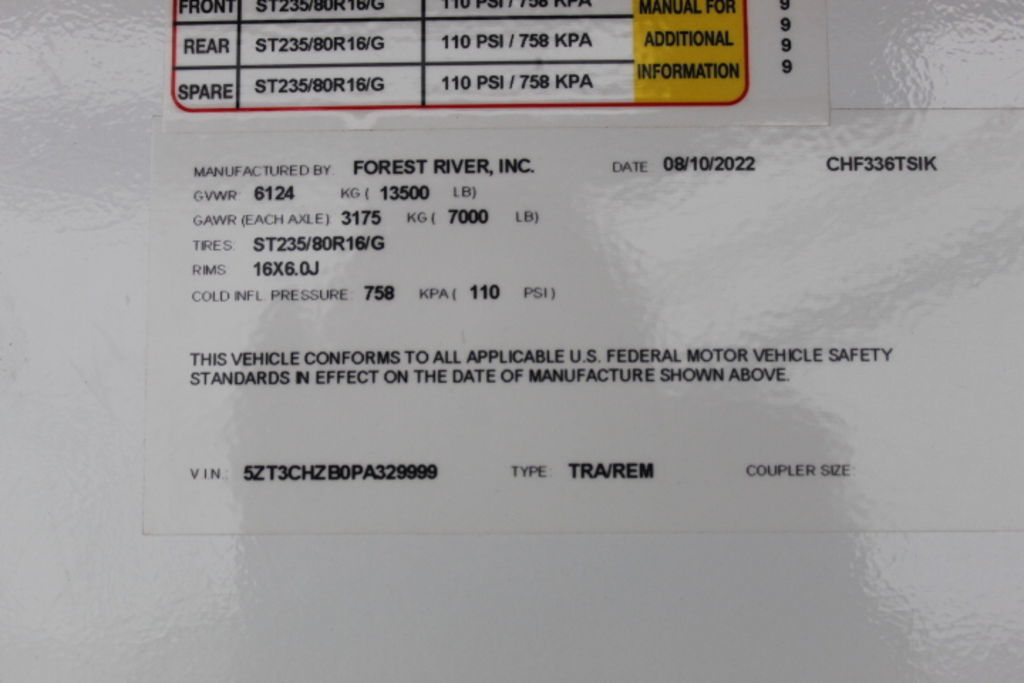 FRONT ST235/80R16/G 110 PSI / 758 KPA MANUAL FOR
REAR ST235/80R16/G 110 PSI / 758 KPA ADDITIONAL
SPARE ST235/80R16/G 110 PSI / 758 KPA INFORMATION
9
9
9
9
MANUFACTURED BY: FOREST RIVER, INC. DATE 08/10/2022 CHF336TSIK
GVWR: 6124 KG ( 13500 LB)
GAWR (EACH AXLE) 3175 KG ( 7000 LB)
TIRES: ST235/80R16/G
RIMS 16X6.0J
COLD INFL. PRESSURE: 758 KPA ( 110 PSI )
THIS VEHICLE CONFORMS TO ALL APPLICABLE U.S. FEDERAL MOTOR VEHICLE SAFETY
STANDARDS IN EFFECT ON THE DATE OF MANUFACTURE SHOWN ABOVE.
V I N.: 5ZT3CHZB0PA329999 TYPE TRA/REM COUPLER SIZE: